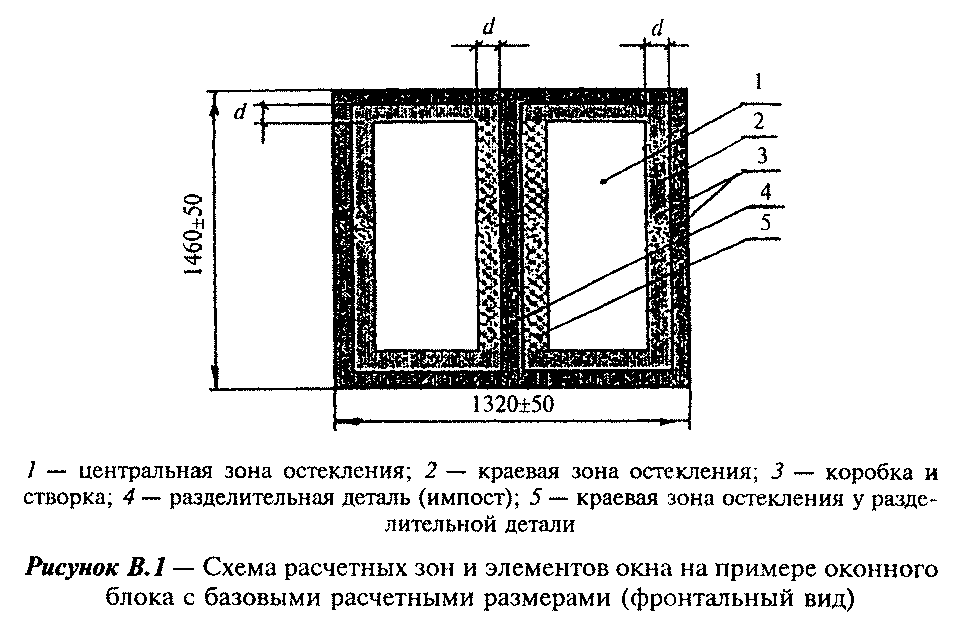 d
d
d
1
2
3
4
5
1460±50
1320±50
1 — центральная зона остекления; 2 — краевая зона остекления; 3 — коробка и
створка; 4 — разделительная деталь (импост); 5 — краевая зона остекления у разде-
лительной детали
Рисунок В.1 — Схема расчетных зон и элементов окна на примере оконного
блока с базовыми расчетными размерами (фронтальный вид)